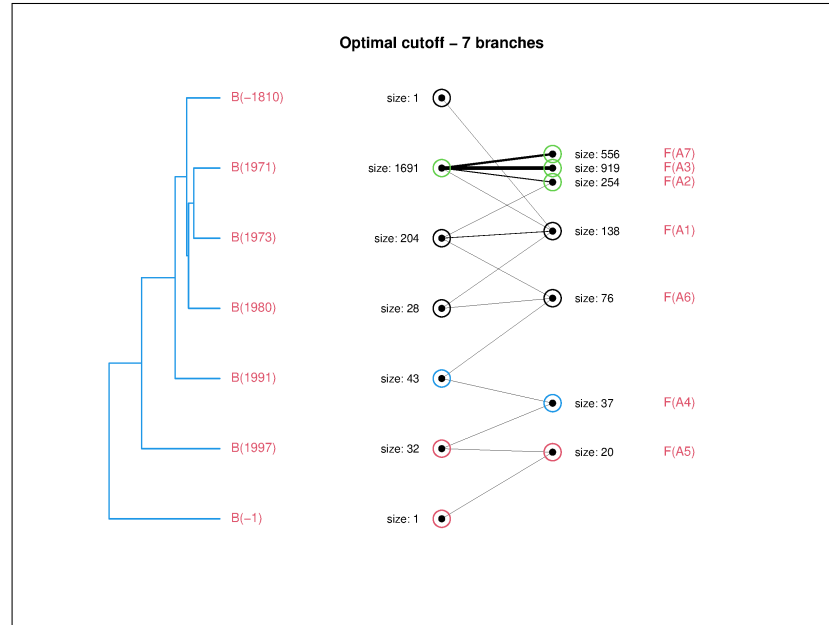 Optimal cutoff − 7 branches
B(−1810) size: 1
size: 556 F(A7)
B(1971) size: 1691 size: 919 F(A3)
size: 254 F(A2)
size: 138 F(A1)
B(1973) size: 204
size: 76 F(A6)
B(1980) size: 28
B(1991) size: 43
size: 37 F(A4)
B(1997) size: 32 size: 20 F(A5)
B(−1) size: 1